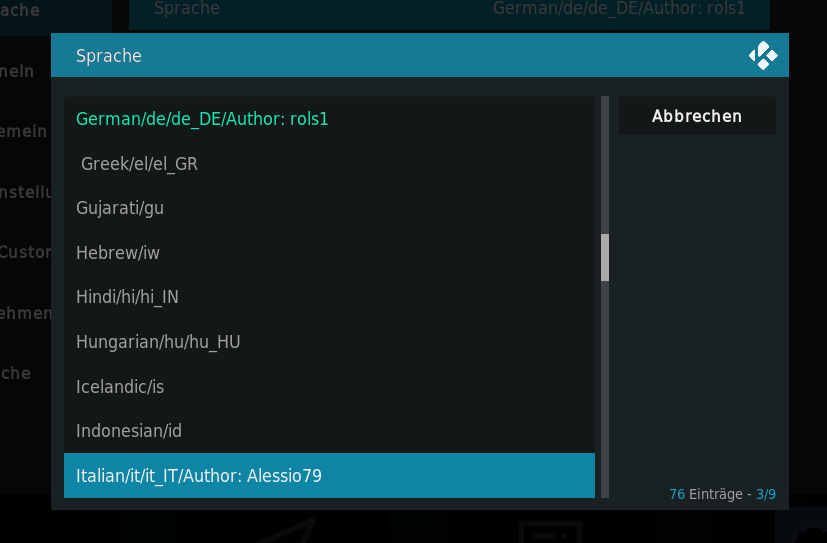 ache
Sprache
German/de/de_DE/Author: rols1
Sprache
neln
emein
nstellu
Custor
ehmen
che
German/de/de_DE/Author: rols1
Greek/el/el_GR
Gujarati/gu
Hebrew/iw
Hindi/hi/hi_IN
Hungarian/hu/hu_HU
Icelandic/is
Indonesian/id
Italian/it/it_IT/Author: Alessio79
Abbrechen
76 Einträge - 3/9